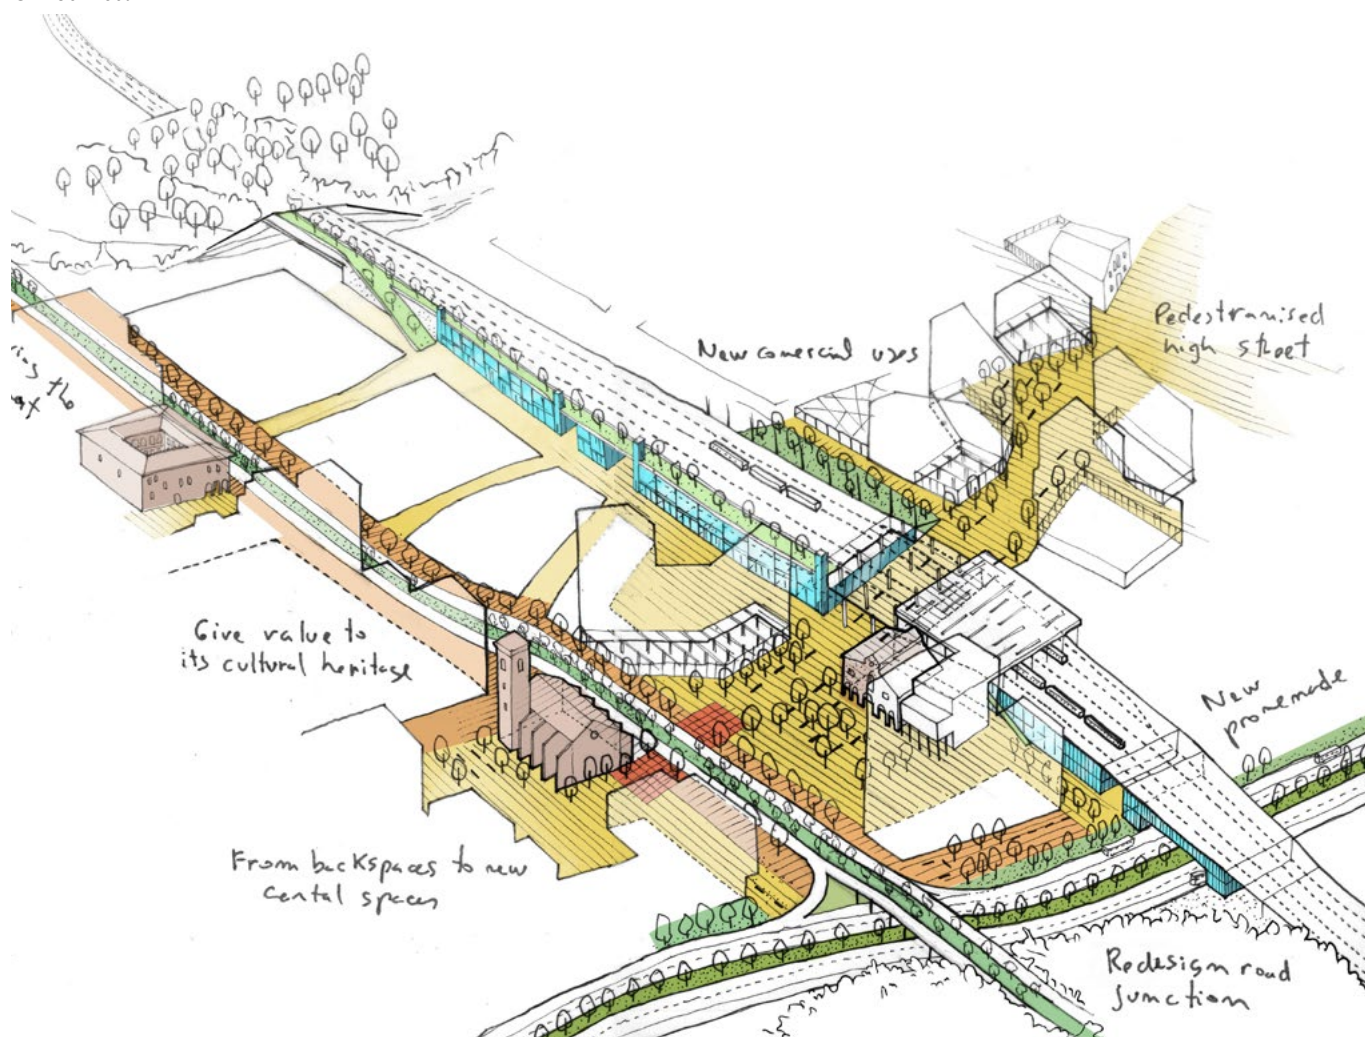 New comercial uses
Pedestranised
high street
Give value to
its cultural heritage
New
promenade
From backspaces to new
cental spaces
Redesign road
junction